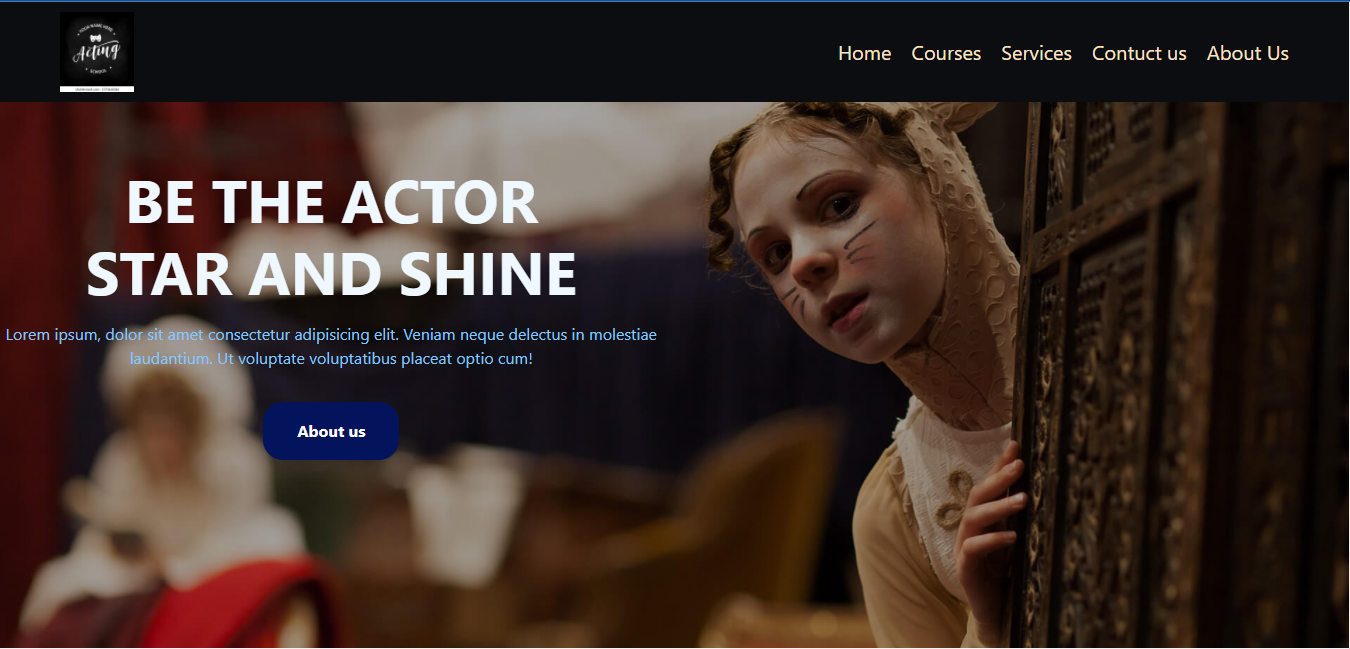 YOUR NAME HERE
Acting
SCHOOL
Home Courses Services Contuct us About Us
BE THE ACTOR
STAR AND SHINE
Lorem ipsum, dolor sit amet consectetur adipisicing elit. Veniam neque delectus in molestiae
laudantium. Ut voluptate voluptatibus placeat optio cum!
About us